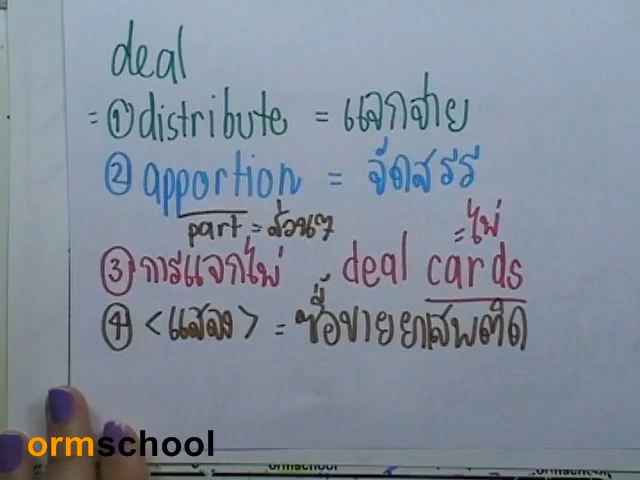 deal
= ① distribute = แจกจ่าย
② apportion = จัดสรร
part = ส่วนๆ
= ไพ่
③ การแจกไพ่ deal cards
④ <แสลง> = ซื้อขายยาเสพติด
ormschool
ormschool ormschool